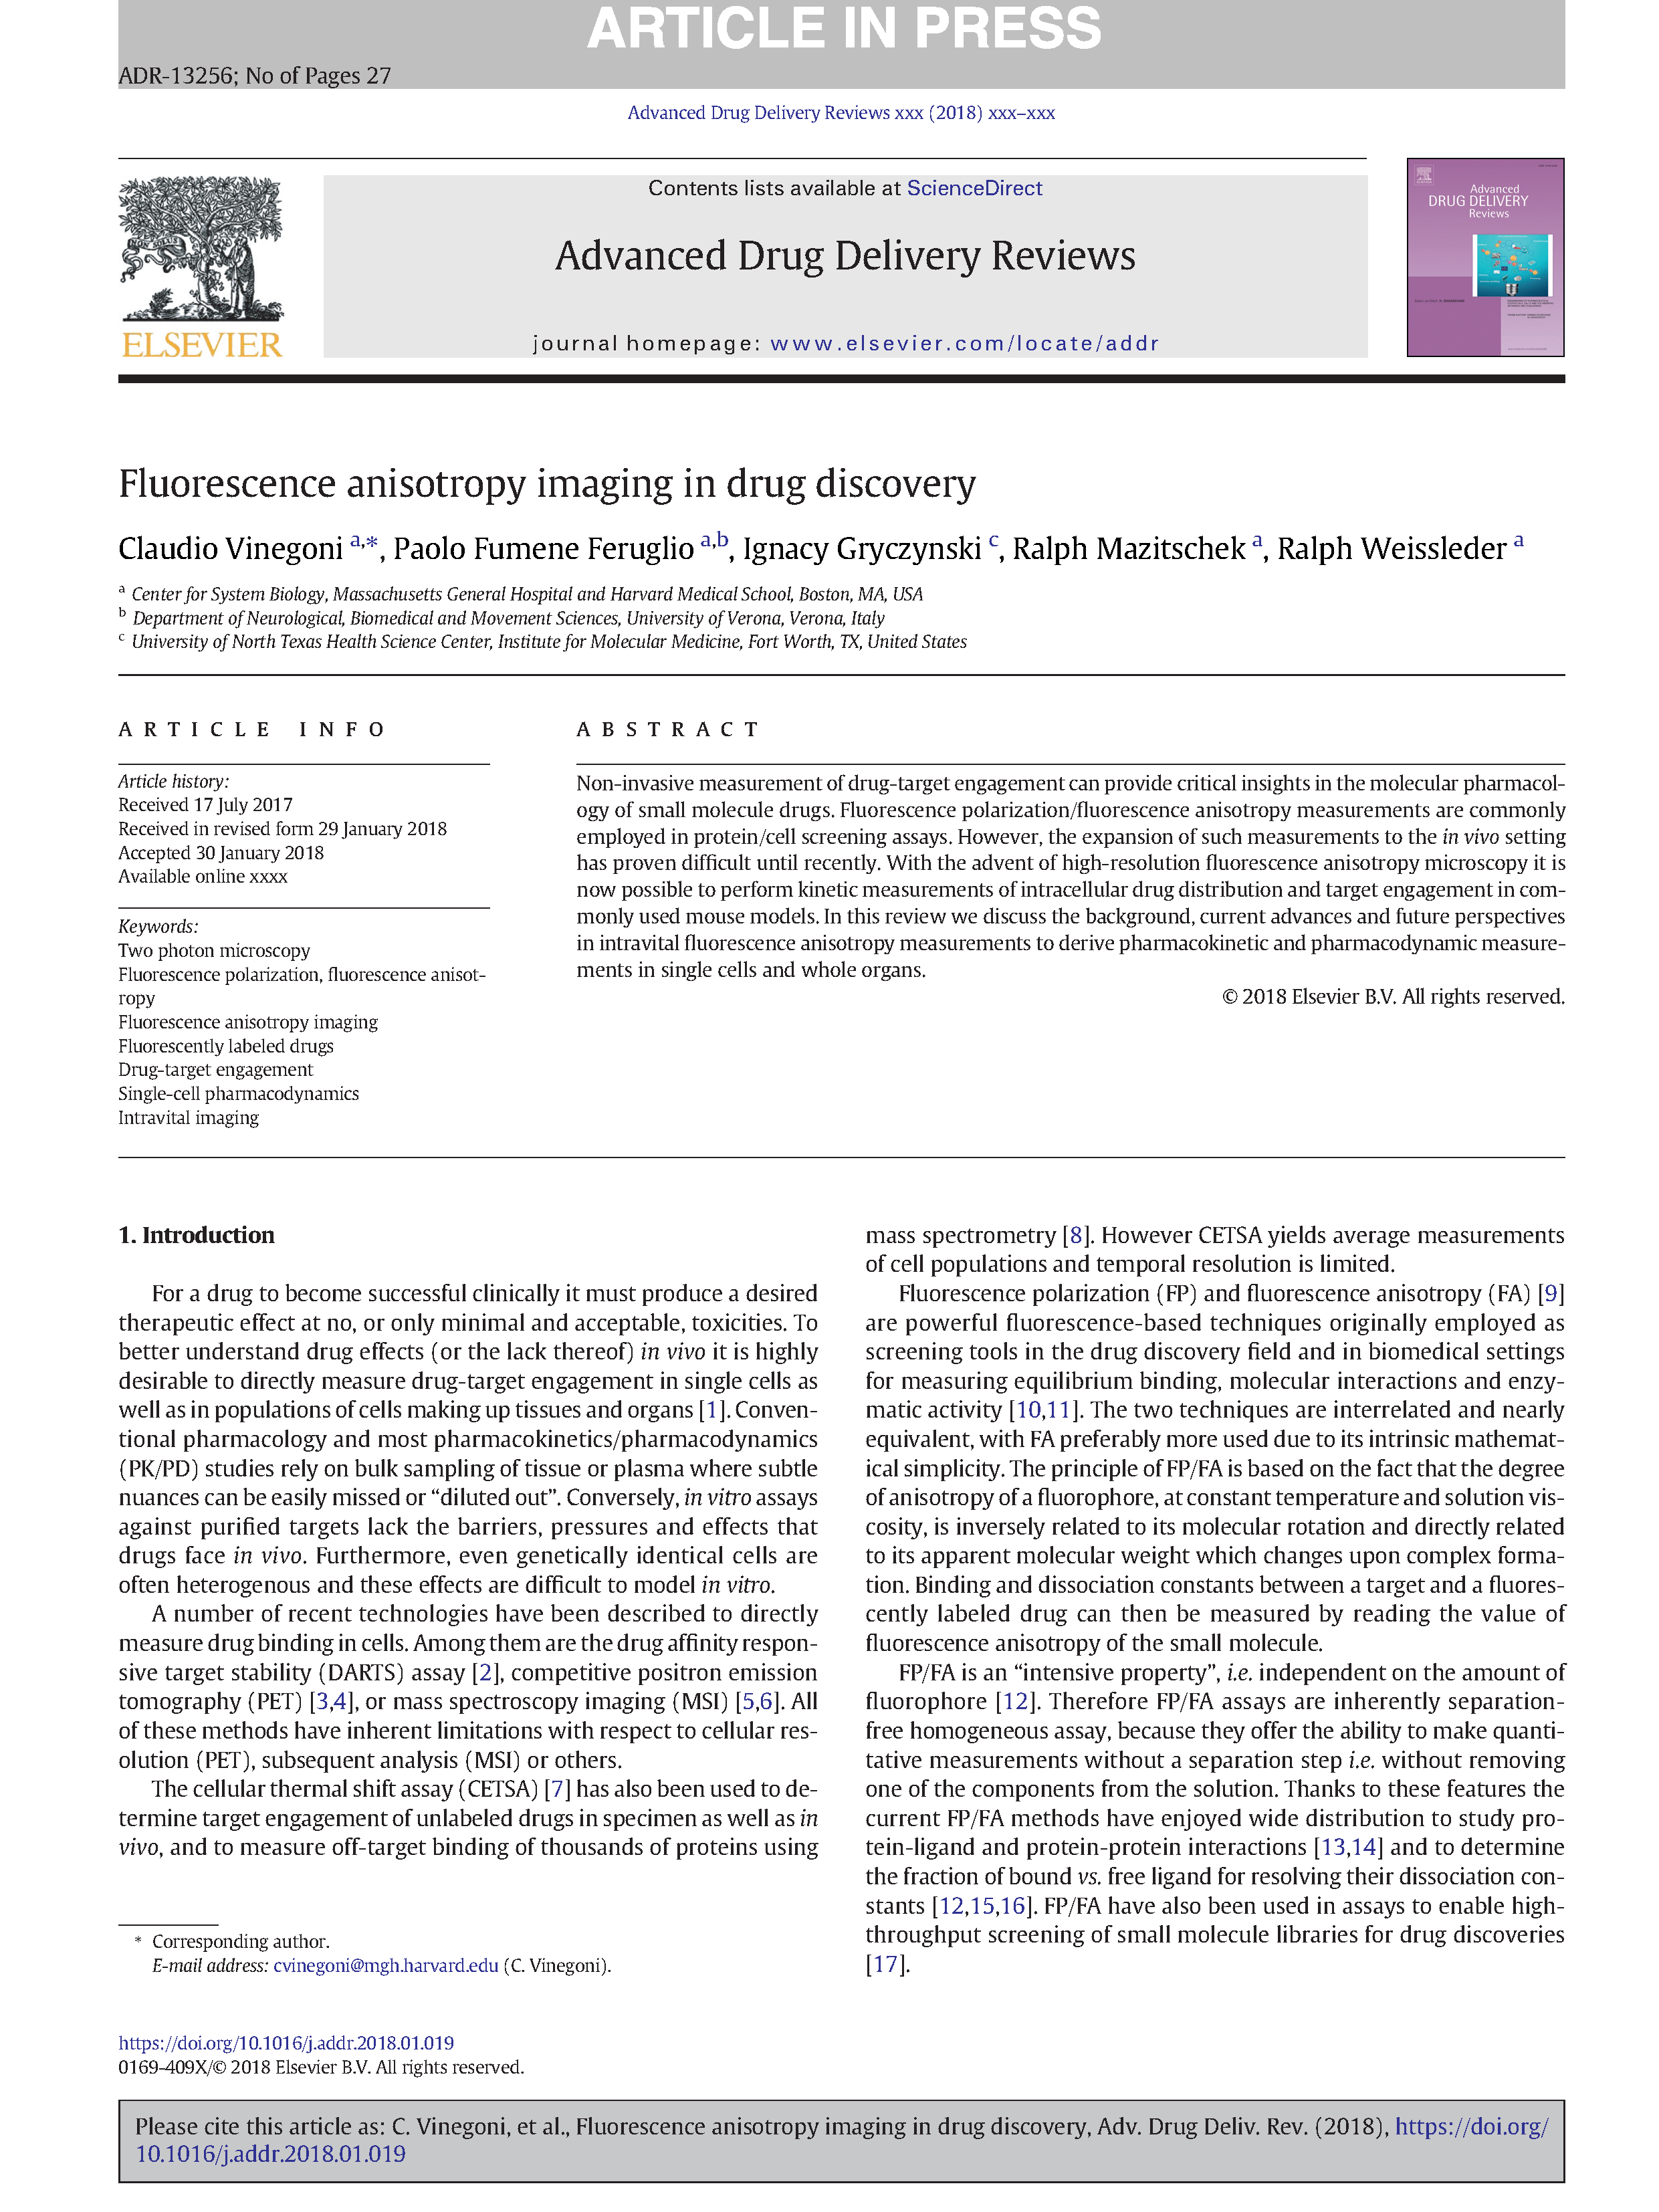 ARTICLE IN PRESS
ADR-13256; No of Pages 27
Advanced Drug Delivery Reviews xxx (2018) xxx–xxx
Contents lists available at ScienceDirect
Advanced Drug Delivery Reviews
journal homepage: www.elsevier.com/locate/addr
ELSEVIER
Advanced
DRUG DELIVERY
Reviews
Fluorescence anisotropy imaging in drug discovery
Claudio Vinegoni a,*, Paolo Fumene Feruglio a,b, Ignacy Gryczynski c, Ralph Mazitschek a, Ralph Weissleder a
a Center for System Biology, Massachusetts General Hospital and Harvard Medical School, Boston, MA, USA
b Department of Neurological, Biomedical and Movement Sciences, University of Verona, Verona, Italy
c University of North Texas Health Science Center, Institute for Molecular Medicine, Fort Worth, TX, United States
ARTICLE INFO
Article history:
Received 17 July 2017
Received in revised form 29 January 2018
Accepted 30 January 2018
Available online xxxx
Keywords:
Two photon microscopy
Fluorescence polarization, fluorescence anisot-
ropy
Fluorescence anisotropy imaging
Fluorescently labeled drugs
Drug-target engagement
Single-cell pharmacodynamics
Intravital imaging
ABSTRACT
Non-invasive measurement of drug-target engagement can provide critical insights in the molecular pharmacol-
ogy of small molecule drugs. Fluorescence polarization/fluorescence anisotropy measurements are commonly
employed in protein/cell screening assays. However, the expansion of such measurements to the in vivo setting
has proven difficult until recently. With the advent of high-resolution fluorescence anisotropy microscopy it is
now possible to perform kinetic measurements of intracellular drug distribution and target engagement in com-
monly used mouse models. In this review we discuss the background, current advances and future perspectives
in intravital fluorescence anisotropy measurements to derive pharmacokinetic and pharmacodynamic measure-
ments in single cells and whole organs.
© 2018 Elsevier B.V. All rights reserved.
1. Introduction
For a drug to become successful clinically it must produce a desired
therapeutic effect at no, or only minimal and acceptable, toxicities. To
better understand drug effects (or the lack thereof) in vivo it is highly
desirable to directly measure drug-target engagement in single cells as
well as in populations of cells making up tissues and organs [1]. Conven-
tional pharmacology and most pharmacokinetics/pharmacodynamics
(PK/PD) studies rely on bulk sampling of tissue or plasma where subtle
nuances can be easily missed or “diluted out”. Conversely, in vitro assays
against purified targets lack the barriers, pressures and effects that
drugs face in vivo. Furthermore, even genetically identical cells are
often heterogenous and these effects are difficult to model in vitro.
A number of recent technologies have been described to directly
measure drug binding in cells. Among them are the drug affinity respon-
sive target stability (DARTS) assay [2], competitive positron emission
tomography (PET) [3,4], or mass spectroscopy imaging (MSI) [5,6]. All
of these methods have inherent limitations with respect to cellular res-
olution (PET), subsequent analysis (MSI) or others.
The cellular thermal shift assay (CETSA) [7] has also been used to de-
termine target engagement of unlabeled drugs in specimen as well as in
vivo, and to measure off-target binding of thousands of proteins using
mass spectrometry [8]. However CETSA yields average measurements
of cell populations and temporal resolution is limited.
Fluorescence polarization (FP) and fluorescence anisotropy (FA) [9]
are powerful fluorescence-based techniques originally employed as
screening tools in the drug discovery field and in biomedical settings
for measuring equilibrium binding, molecular interactions and enzy-
matic activity [10,11]. The two techniques are interrelated and nearly
equivalent, with FA preferably more used due to its intrinsic mathemat-
ical simplicity. The principle of FP/FA is based on the fact that the degree
of anisotropy of a fluorophore, at constant temperature and solution vis-
cosity, is inversely related to its molecular rotation and directly related
to its apparent molecular weight which changes upon complex forma-
tion. Binding and dissociation constants between a target and a fluores-
cently labeled drug can then be measured by reading the value of
fluorescence anisotropy of the small molecule.
FP/FA is an “intensive property”, i.e. independent on the amount of
fluorophore [12]. Therefore FP/FA assays are inherently separation-
free homogeneous assay, because they offer the ability to make quanti-
tative measurements without a separation step i.e. without removing
one of the components from the solution. Thanks to these features the
current FP/FA methods have enjoyed wide distribution to study pro-
tein-ligand and protein-protein interactions [13,14] and to determine
the fraction of bound vs. free ligand for resolving their dissociation con-
stants [12,15,16]. FP/FA have also been used in assays to enable high-
throughput screening of small molecule libraries for drug discoveries
[17].
* Corresponding author.
E-mail address: cvinegoni@mgh.harvard.edu (C. Vinegoni).
https://doi.org/10.1016/j.addr.2018.01.019
0169-409X/© 2018 Elsevier B.V. All rights reserved.
Please cite this article as: C. Vinegoni, et al., Fluorescence anisotropy imaging in drug discovery, Adv. Drug Deliv. Rev. (2018), https://doi.org/
10.1016/j.addr.2018.01.019